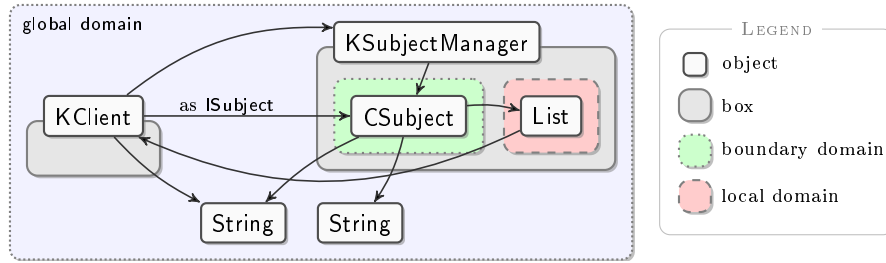 global domain
KSubjectManager
KClient
as ISubject
CSubject
List
String
String
LEGEND
object
box
boundary domain
local domain